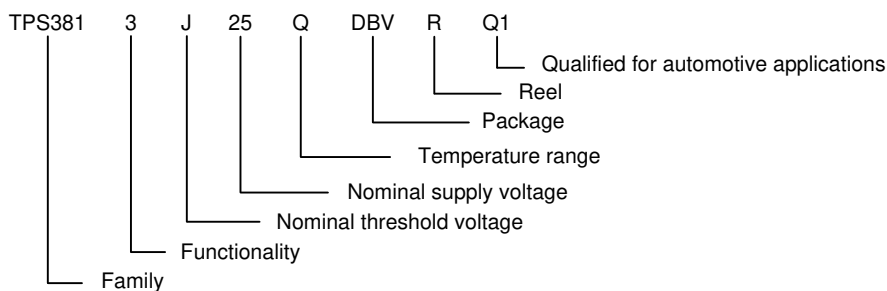 TPS381 3 J 25 Q DBV R Q1
Qualified for automotive applications
Reel
Package
Temperature range
Nominal supply voltage
Nominal threshold voltage
Functionality
Family